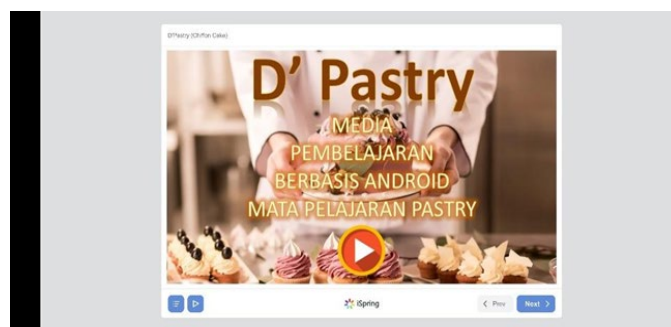 D'Pastry (Chiffon Cake)
D' Pastry
MEDIA
PEMBELAJARAN
BERBASIS ANDROID
MATA PELAJARAN PASTRY
iSpring
Prev
Next